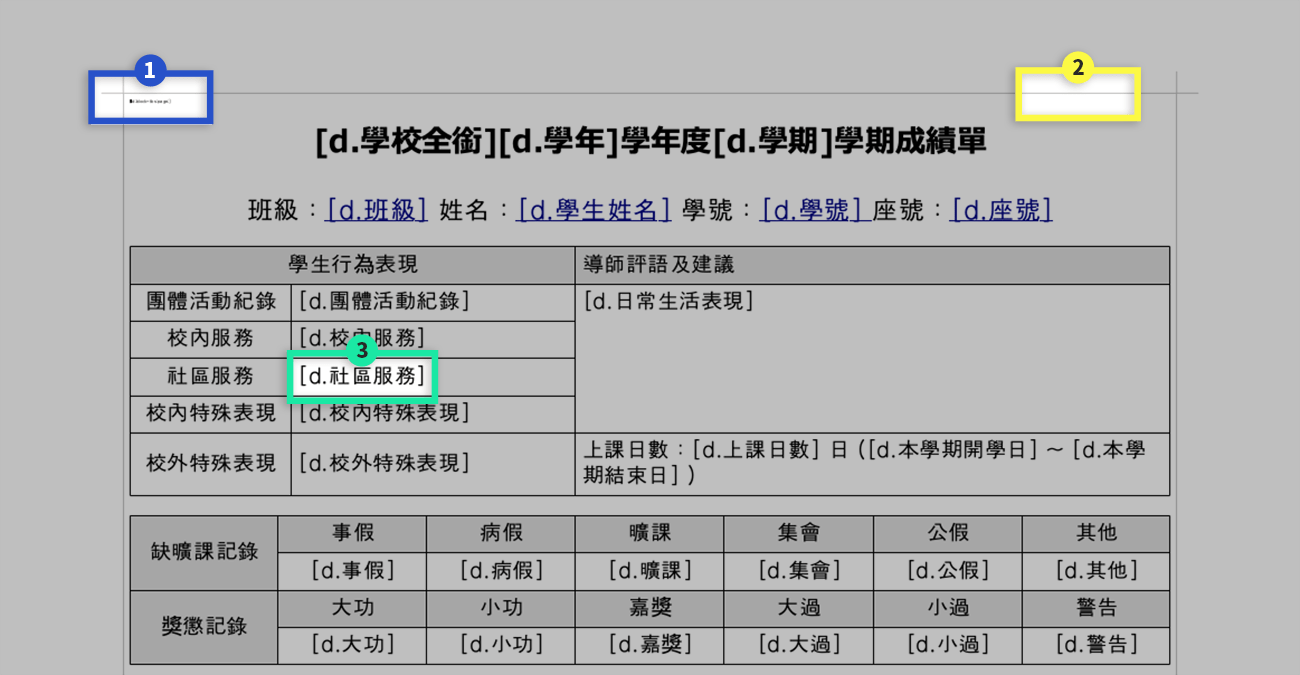 1
2
[d.學校全銜][d.學年]學年度[d.學期]學期成績單
班級：[d.班級] 姓名：[d.學生姓名] 學號：[d.學號] 座號：[d.座號]
學生行為表現 導師評語及建議
團體活動紀錄 [d.團體活動紀錄] [d.日常生活表現]
校內服務 [d.校內服務]
3
社區服務 [d.社區服務]
校內特殊表現 [d.校內特殊表現]
校外特殊表現 [d.校外特殊表現] 上課日數：[d.上課日數] 日 ([d.本學期開學日] ～ [d.本學
期結束日] )
缺曠課記錄 事假 病假 曠課 集會 公假 其他
[d.事假] [d.病假] [d.曠課] [d.集會] [d.公假] [d.其他]
獎懲記錄 大功 小功 嘉獎 大過 小過 警告
[d.大功] [d.小功] [d.嘉獎] [d.大過] [d.小過] [d.警告]